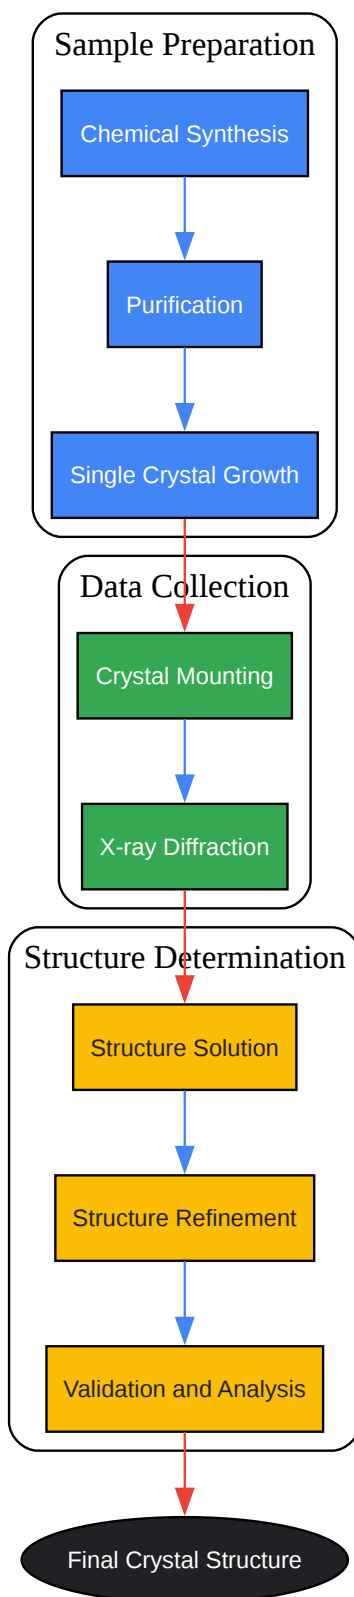 Sample Preparation
Chemical Synthesis
Purification
Single Crystal Growth
Data Collection
Crystal Mounting
X-ray Diffraction
Structure Determination
Structure Solution
Structure Refinement
Validation and Analysis
Final Crystal Structure